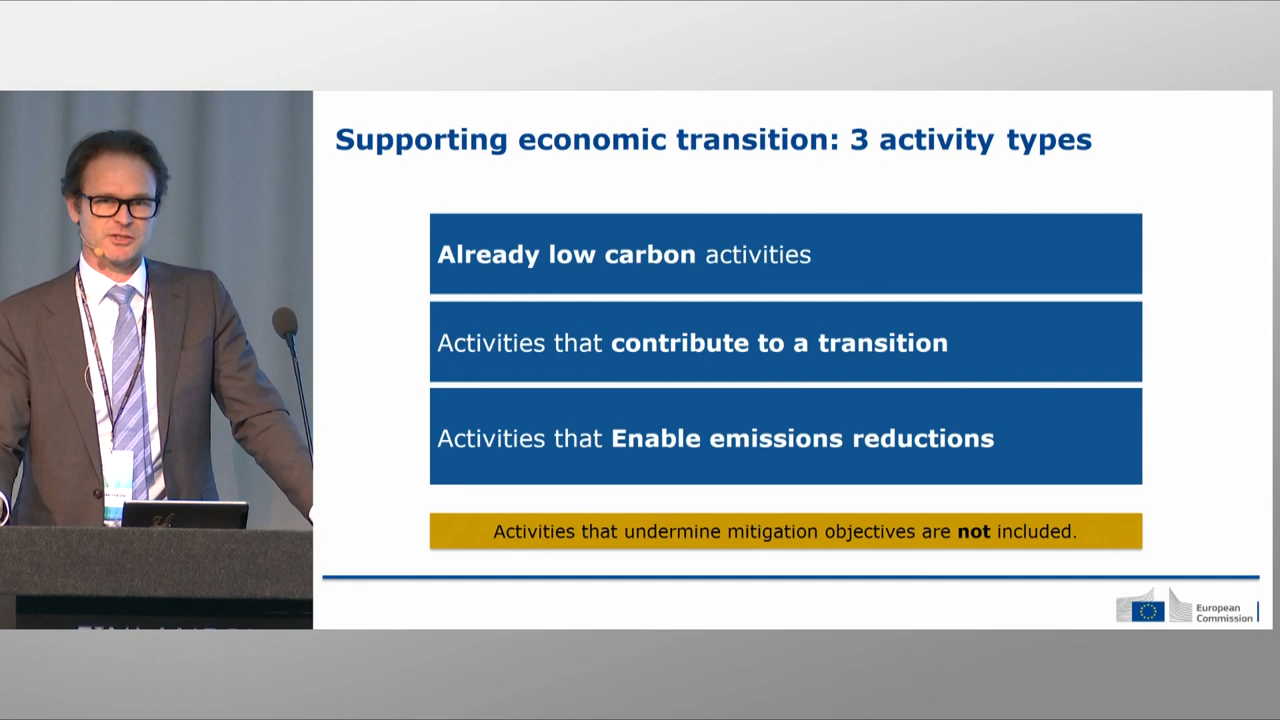 Supporting economic transition: 3 activity types
Already low carbon activities
Activities that contribute to a transition
Activities that Enable emissions reductions
Activities that undermine mitigation objectives are not included.
European
Commission